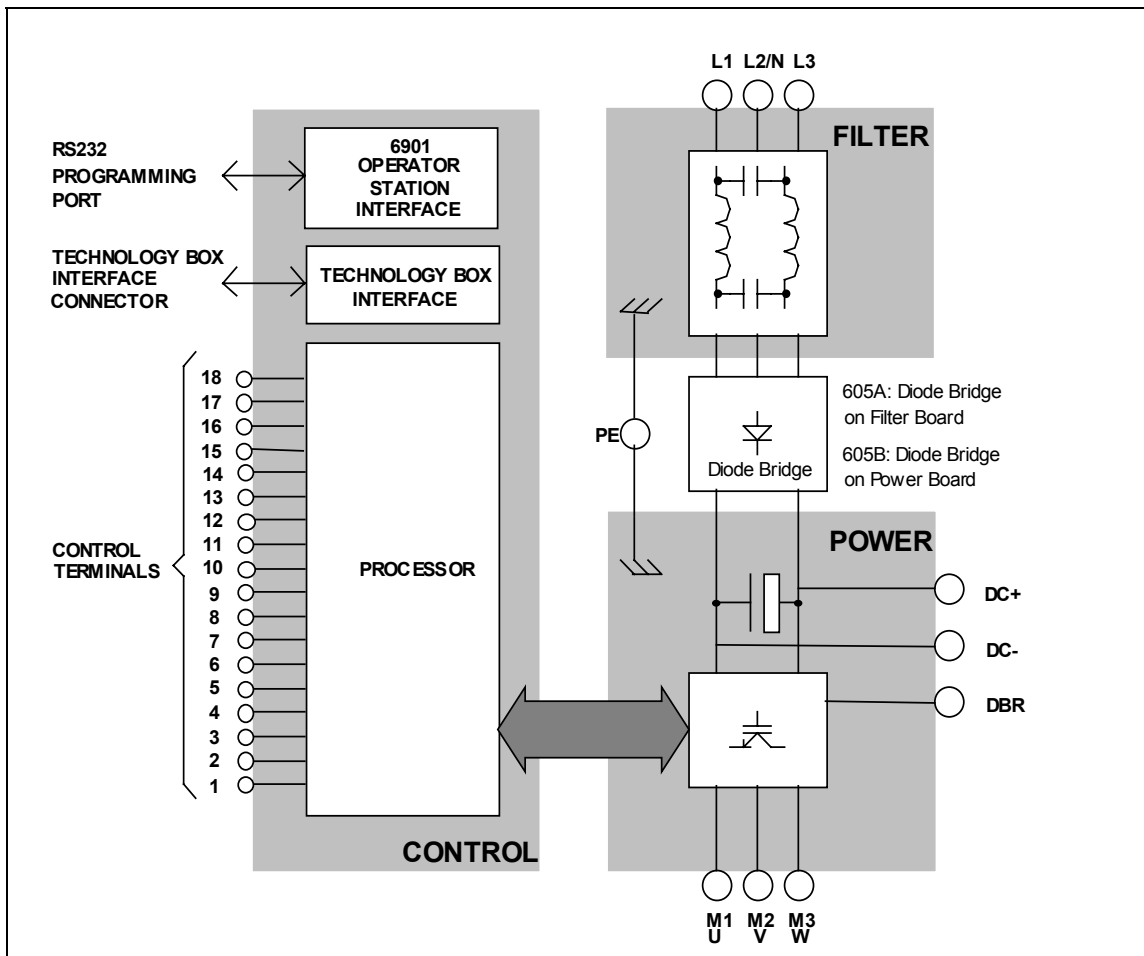 RS232
PROGRAMMING
PORT
6901
OPERATOR
STATION
INTERFACE
TECHNOLOGY BOX
INTERFACE
CONNECTOR
TECHNOLOGY BOX
INTERFACE
CONTROL
TERMINALS
18
17
16
15
14
13
12
11
10
9
8
7
6
5
4
3
2
1
PROCESSOR
CONTROL
L1 L2/N L3
FILTER
PE
Diode Bridge
605A: Diode Bridge
on Filter Board
605B: Diode Bridge
on Power Board
POWER
DC+
DC-
DBR
M1 M2 M3
U V W